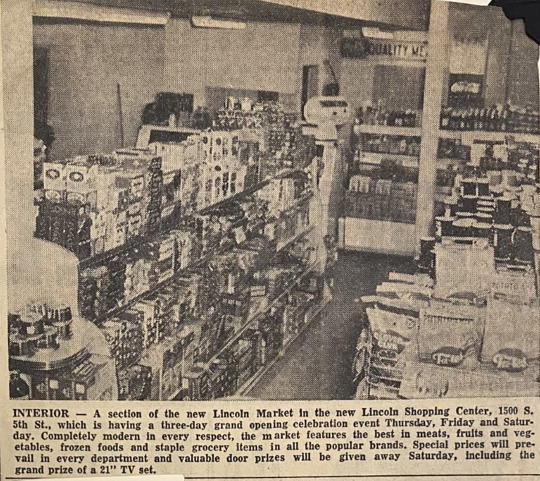 QUALITY ME
POTATO
INTERIOR — A section of the new Lincoln Market in the new Lincoln Shopping Center, 1500 S.
5th St., which is having a three-day grand opening celebration event Thursday, Friday and Satur-
day. Completely modern in every respect, the market features the best in meats, fruits and veg-
etables, frozen foods and staple grocery items in all the popular brands. Special prices will pre-
vail in every department and valuable door prizes will be given away Saturday, including the
grand prize of a 21" TV set.